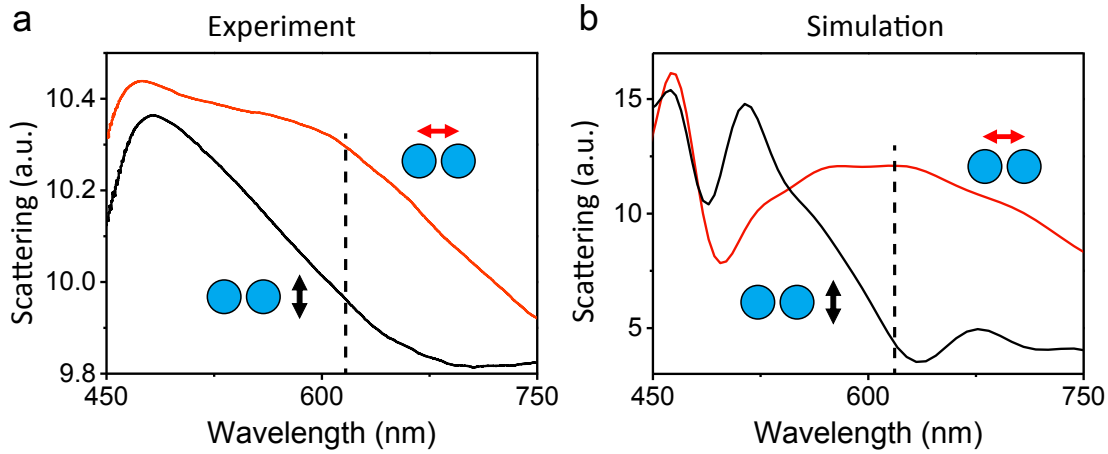 a
Experiment
Scattering (a.u.)
10.4
10.2
10.0
9.8
450
600
750
Wavelength (nm)
b
Simulation
Scattering (a.u.)
15
10
5
450
600
750
Wavelength (nm)